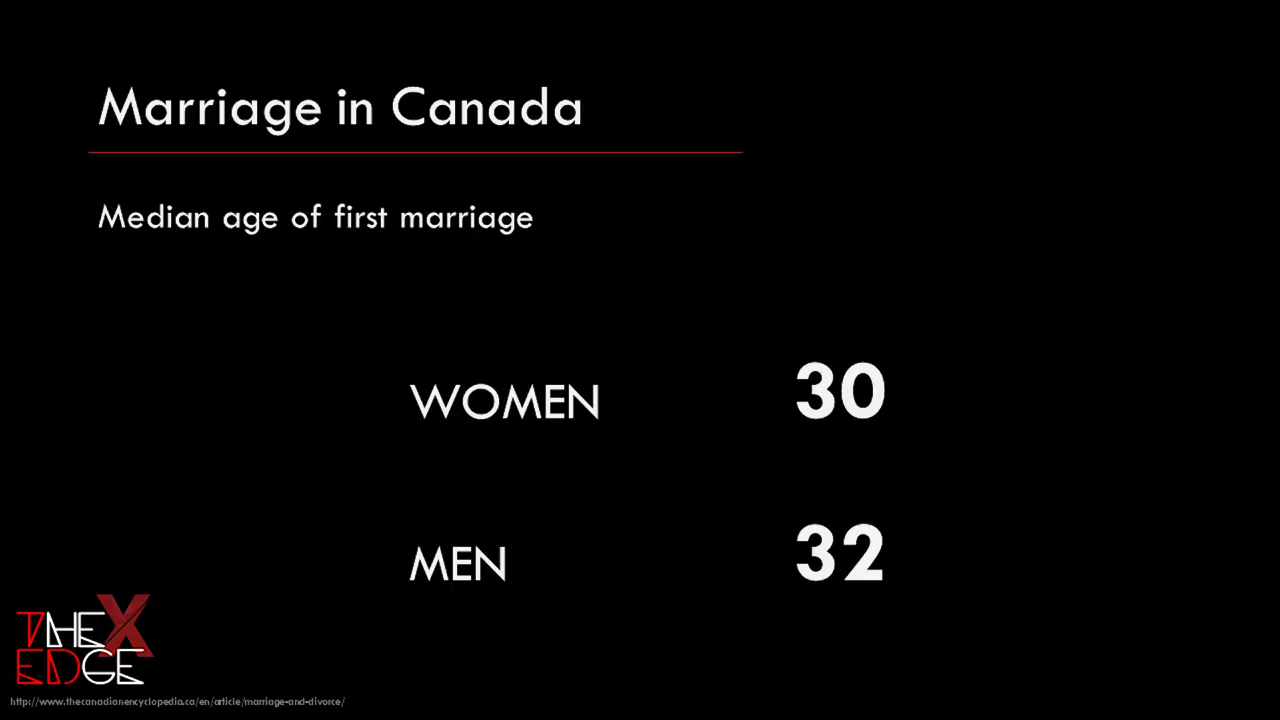 Marriage in Canada
Median age of first marriage
WOMEN 30
MEN 32
THE X
EDGE
http://www.thecanadianencyclopedia.ca/en/article/marriage-and-divorce/